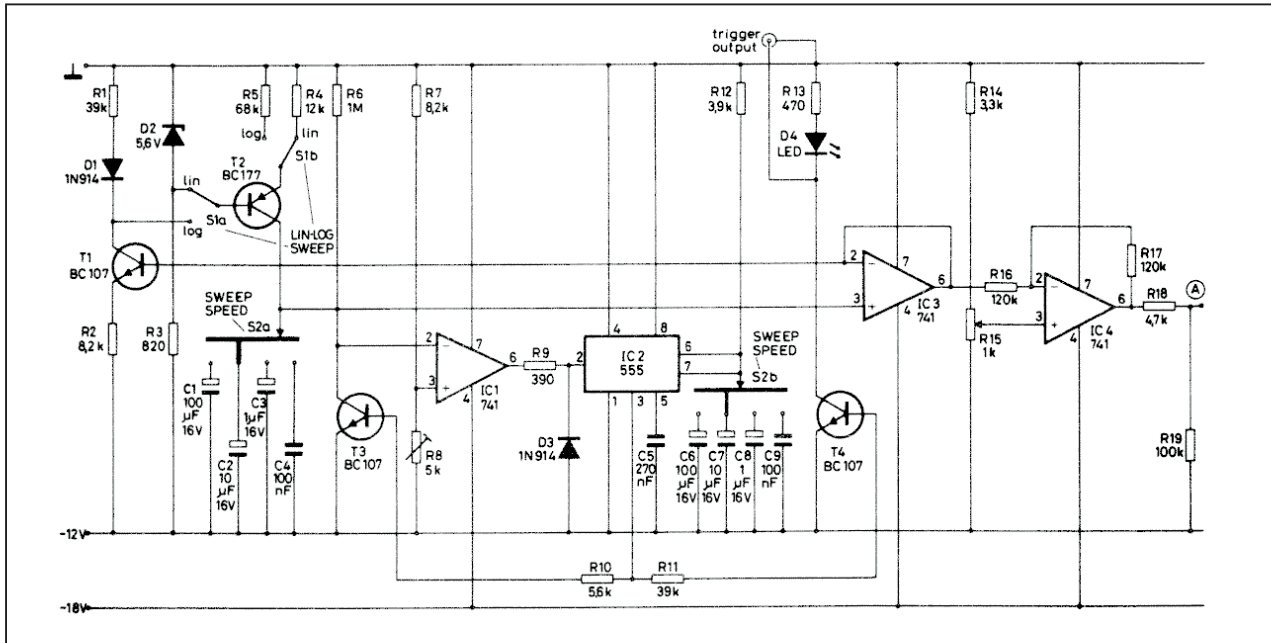 trigger
output
R1
39k
D2
5,6V
R5
68k
R4
12k
R6
1M
R7
8,2k
R12
3,9k
R13
470
R14
3,3k
log
lin
S1b
D1
1N914
T2
BC177
D4
LED
lin
S1a
log
LIN-LOG
SWEEP
T1
BC107
2
−
7
3
+
6
4
IC3
741
R16
120k
R17
120k
2
−
7
3
+
6
4
IC4
741
R18
4,7k
A
R15
1k
R2
8,2k
R3
820
SWEEP
SPEED
S2a
C1
100
µF
16V
C2
10
µF
16V
C3
1µF
16V
C4
100
nF
2
−
7
3
+
6
4
IC1
741
R9
390
4
8
2
IC2
555
6
7
1
3
5
SWEEP
SPEED
S2b
T3
BC107
R8
5k
D3
1N914
C5
270
nF
C6
100
µF
16V
C7
10
µF
16V
C8
1
µF
16V
C9
100
nF
T4
BC107
R19
100k
-12V
R10
5,6k
R11
39k
-18V